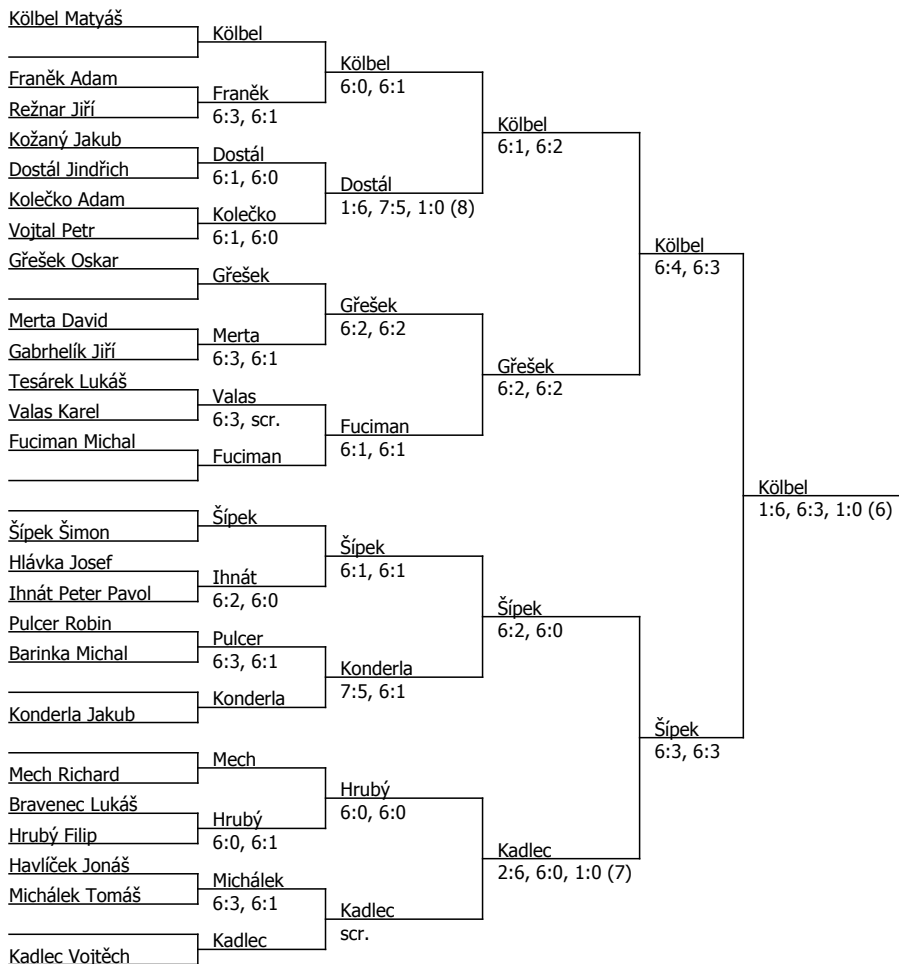 Kölbel Matyáš
Kölbel
Kölbel
6:0, 6:1
Franěk Adam
Franěk
6:3, 6:1
Režnar Jiří
Kölbel
6:1, 6:2
Kožaný Jakub
Dostál
6:1, 6:0
Dostál Jindřich
Dostál
1:6, 7:5, 1:0 (8)
Kolečko Adam
Kolečko
6:1, 6:0
Vojtal Petr
Kölbel
6:4, 6:3
Gřešek Oskar
Gřešek
Gřešek
6:2, 6:2
Merta David
Merta
6:3, 6:1
Gabrhelík Jiří
Gřešek
6:2, 6:2
Tesárek Lukáš
Valas
6:3, scr.
Valas Karel
Fuciman
6:1, 6:1
Fuciman Michal
Fuciman
Kölbel
1:6, 6:3, 1:0 (6)
Šípek
Šípek Šimon
Šípek
6:1, 6:1
Hlávka Josef
Ihnát
6:2, 6:0
Ihnát Peter Pavol
Šípek
6:2, 6:0
Pulcer Robin
Pulcer
6:3, 6:1
Barinka Michal
Konderla
7:5, 6:1
Konderla
Konderla Jakub
Šípek
6:3, 6:3
Mech
Mech Richard
Hrubý
6:0, 6:0
Bravenec Lukáš
Hrubý
6:0, 6:1
Hrubý Filip
Kadlec
2:6, 6:0, 1:0 (7)
Havlíček Jonáš
Michálek
6:3, 6:1
Michálek Tomáš
Kadlec
scr.
Kadlec
Kadlec Vojtěch